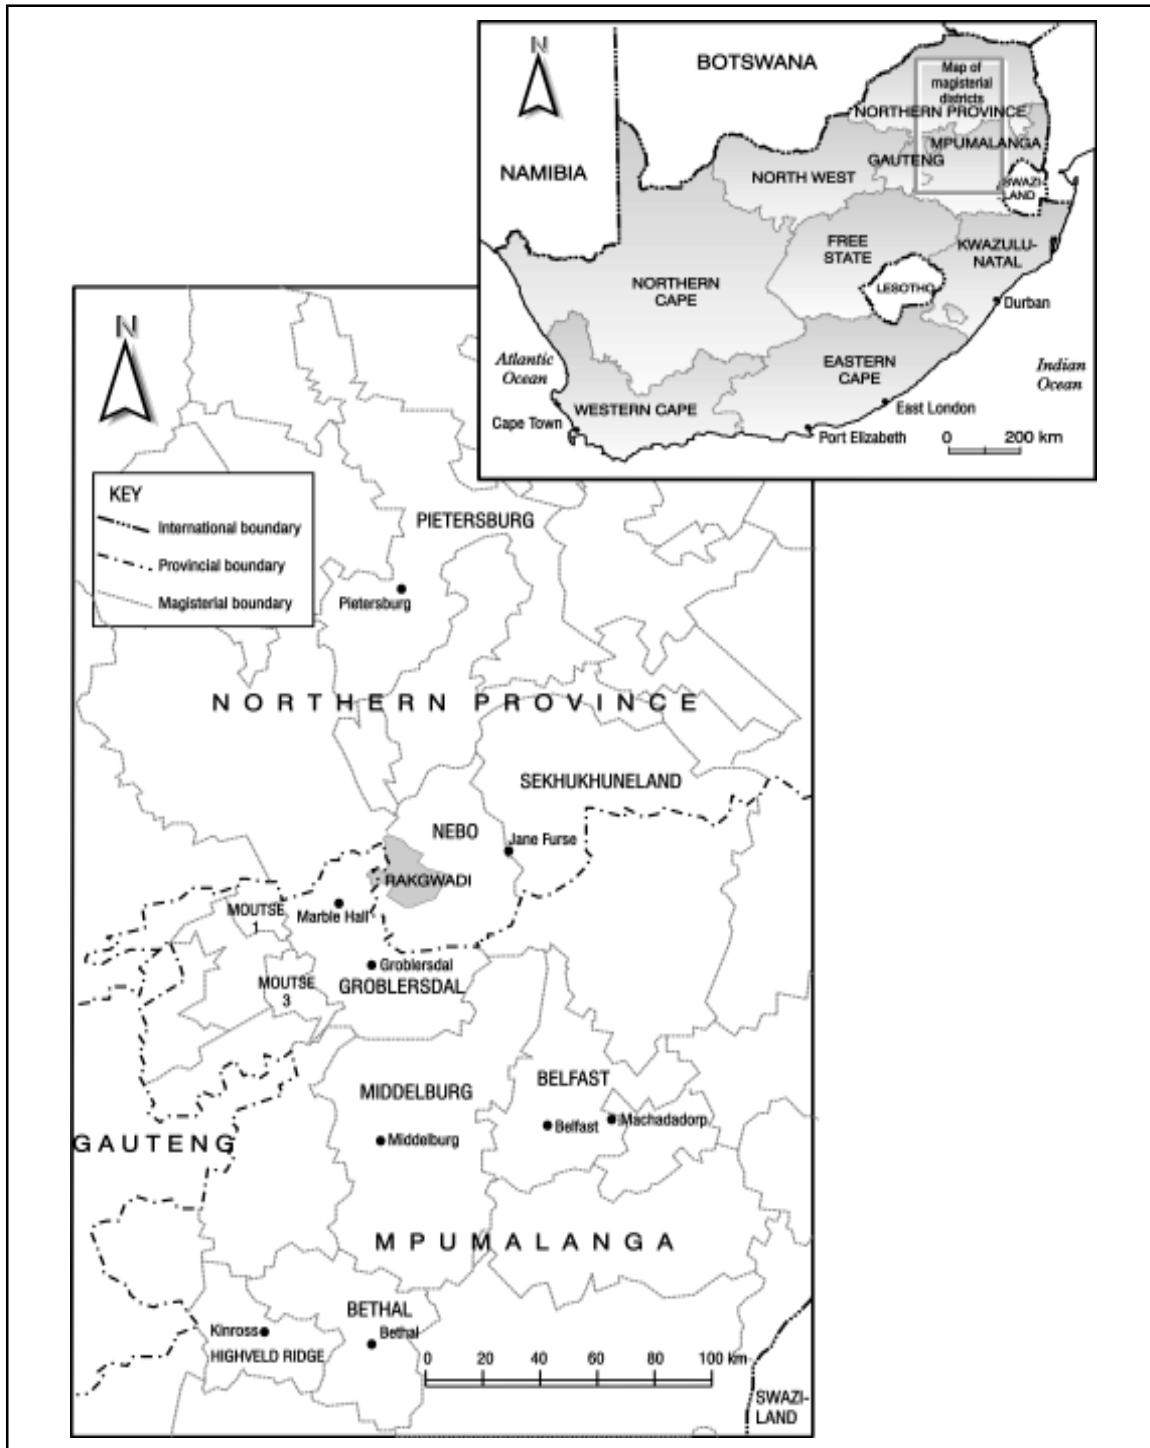 N
BOTSWANA
Map of
magisterial
districts
NORTHERN PROVINCE
MPUMALANGA
GAUTENG
NAMIBIA
NORTH WEST
SWAZI-
LAND
FREE
STATE
KWAZULU-
NATAL
NORTHERN
CAPE
LESOTHO
Durban
Atlantic
Ocean
EASTERN
CAPE
Indian
Ocean
WESTERN CAPE
East London
Cape Town
Port Elizabeth
0 200 km
N
KEY
International boundary
Provincial boundary
Magisterial boundary
PIETERSBURG
Pietersburg
NORTHERN PROVINCE
SEKHUKHUNELAND
NEBO
Jane Furse
RAKGWADI
MOUTSE
1
Marble Hall
Groblersdal
MOUTSE
3
GROBLERSDAL
BELFAST
MIDDELBURG
Belfast
Machadadorp
Middelburg
GAUTENG
MPUMALANGA
BETHAL
Kinross
Bethal
HIGHVELD RIDGE
0 20 40 60 80 100 km
SWAZI-
LAND